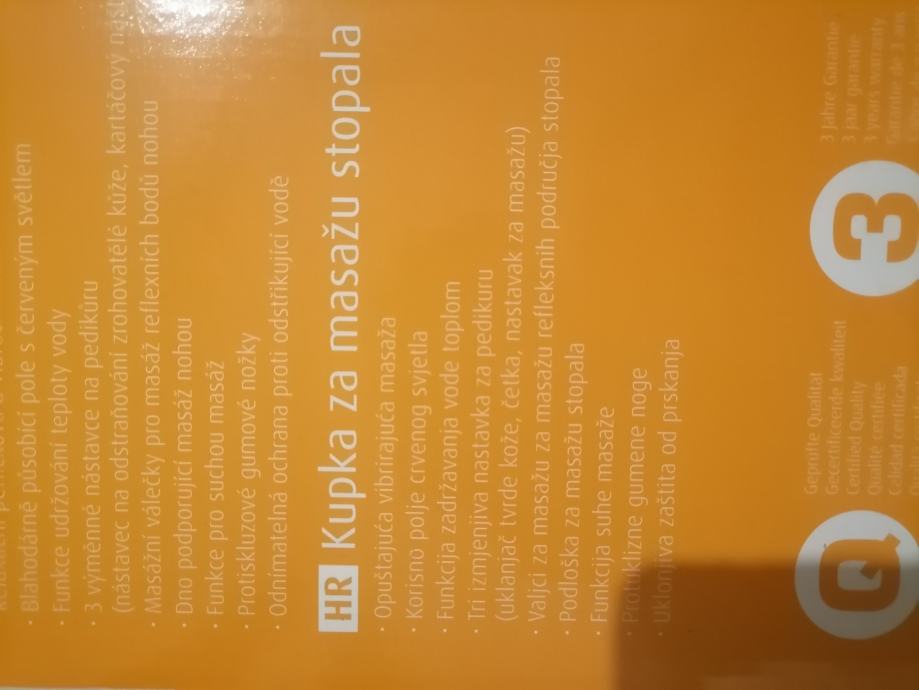 · Blahodárně působící pole s červeným světlem
· Funkce udržování teploty vody
· 3 výměnné nástavce na pedikůru
(nástavec na odstraňování zrohovatělé kůže, kartáčový
· Masážní válečky pro masáž reflexních bodů nohou
· Dno podporující masáž nohou
· Funkce pro suchou masáž
· Protiskluzové gumové nožky
· Odnímatelná ochrana proti odstřikující vodě
HR Kupka za masažu stopala
· Opuštajuća vibrirajuća masaža
· Korisno polje crvenog svjetla
· Funkcija zadržavanja vode toplom
· Tri izmjenjiva nastavka za pedikuru
(uklanjač tvrde kože, četka, nastavak za masažu)
· Valjci za masažu za masažu refleksnih područja stopala
· Podloška za masažu stopala
· Funkcija suhe masaže
· Protuklizne gumene noge
· Uklonjiva zaštita od prskanja
Q
Geprüfte Qualität
Gecertificeerde kwaliteit
Certified Quality
Qualité certifiée
Calidad certificada
3
3 Jahre Garantie
3 jaar garantie
3 years warranty
Garantie de 3 ans